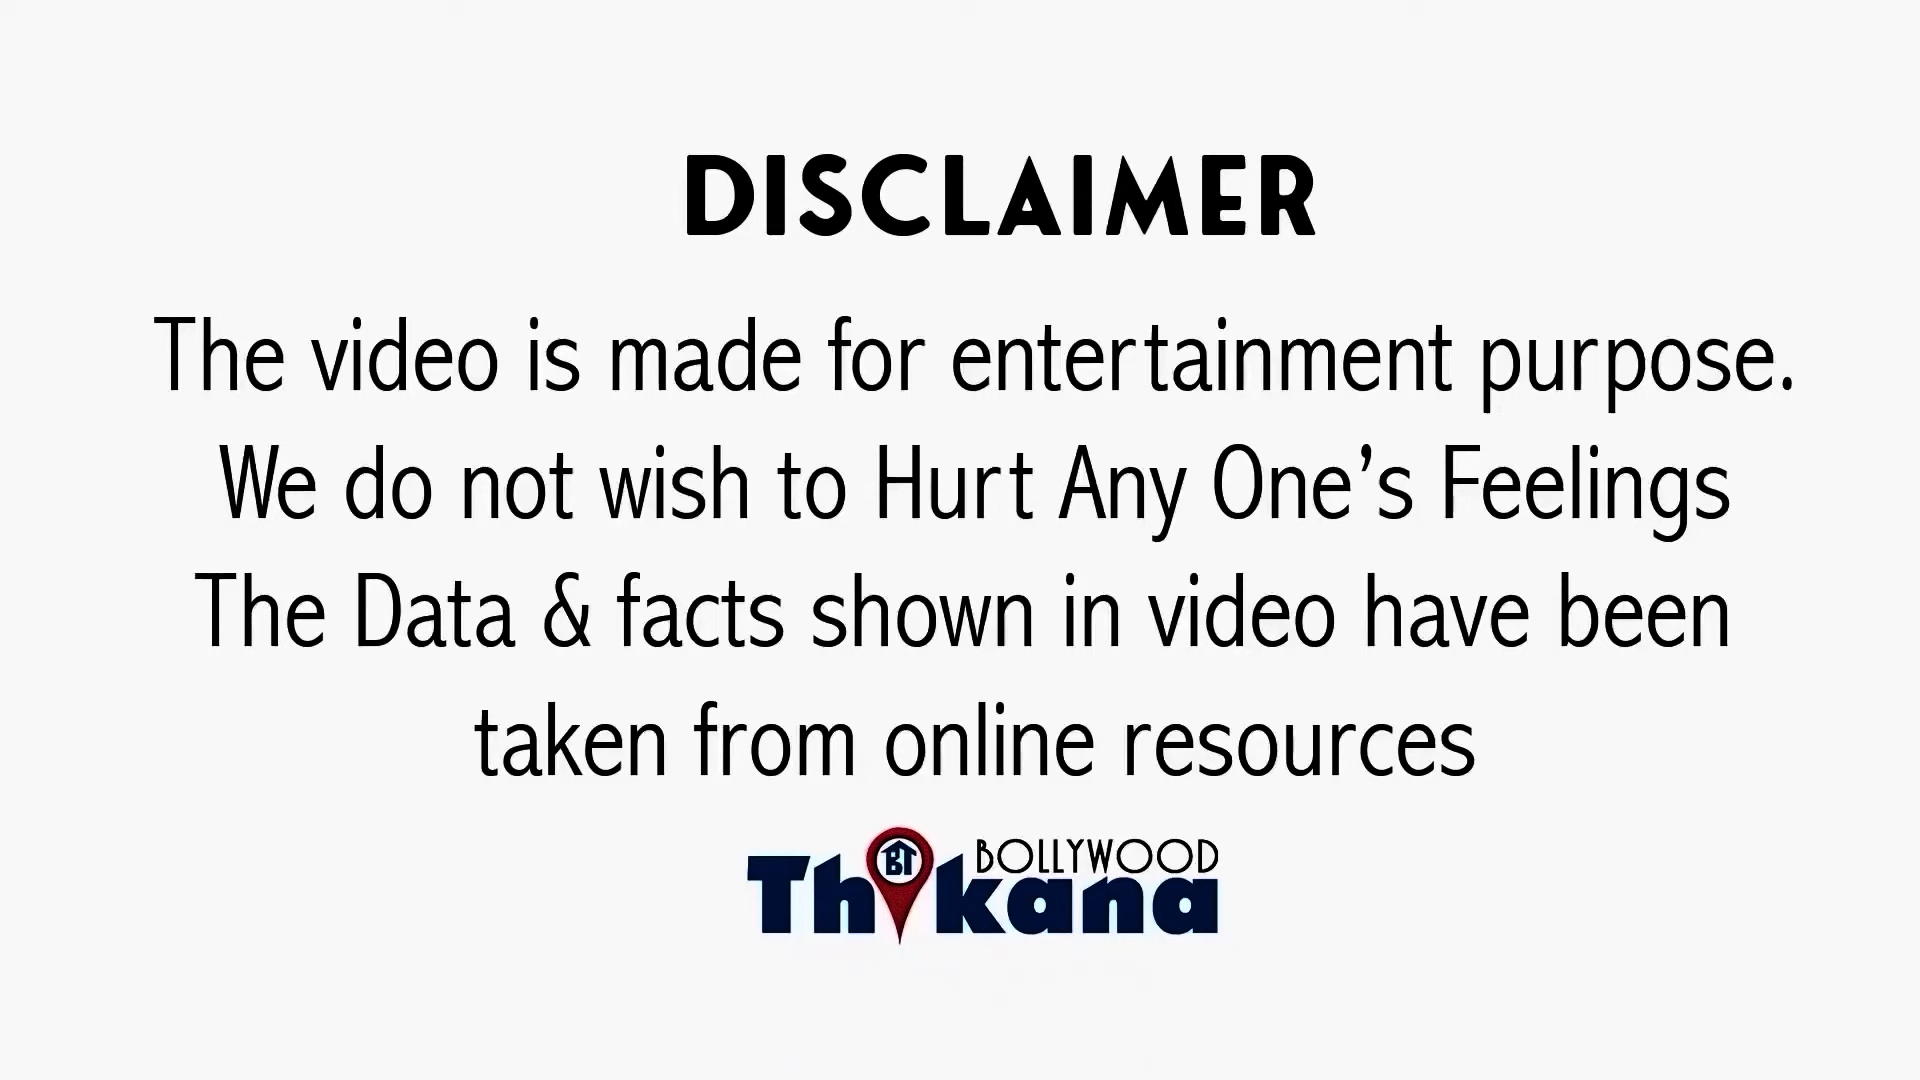 DISCLAIMER
The video is made for entertainment purpose.
We do not wish to Hurt Any One’s Feelings
The Data & facts shown in video have been
taken from online resources
BT BOLLYWOOD
Thikana